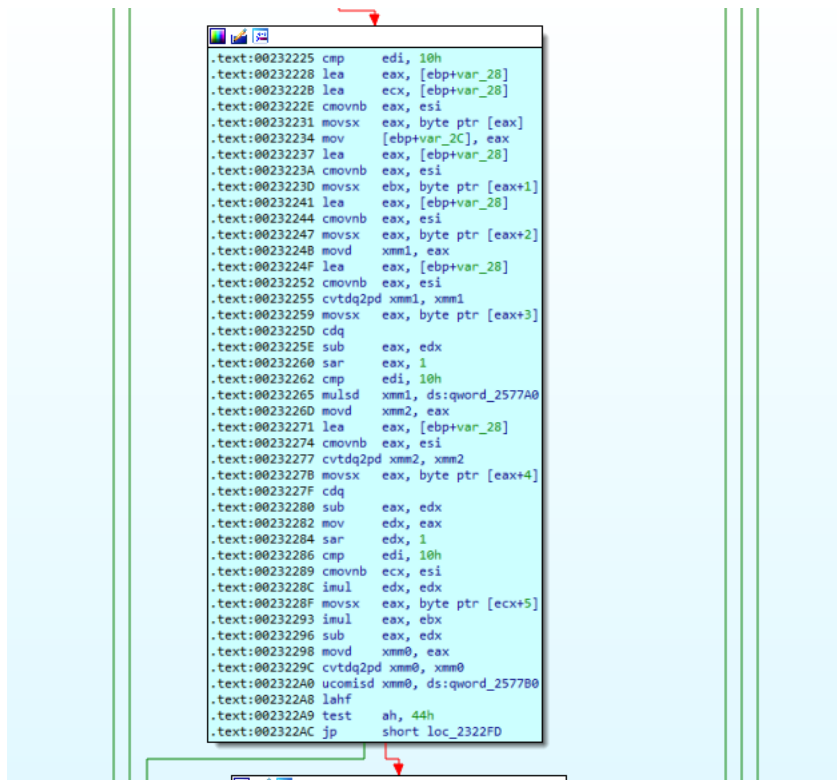 .text:00232225 cmp edi, 10h
.text:00232228 lea eax, [ebp+var_28]
.text:0023222B lea ecx, [ebp+var_28]
.text:0023222E cmovnb eax, esi
.text:00232231 movsx eax, byte ptr [eax]
.text:00232234 mov [ebp+var_2C], eax
.text:00232237 lea eax, [ebp+var_28]
.text:0023223A cmovnb eax, esi
.text:0023223D movsx ebx, byte ptr [eax+1]
.text:00232241 lea eax, [ebp+var_28]
.text:00232244 cmovnb eax, esi
.text:00232247 movsx eax, byte ptr [eax+2]
.text:0023224B movd xmm1, eax
.text:0023224F lea eax, [ebp+var_28]
.text:00232252 cmovnb eax, esi
.text:00232255 cvtdq2pd xmm1, xmm1
.text:00232259 movsx eax, byte ptr [eax+3]
.text:0023225D cdq
.text:0023225E sub eax, edx
.text:00232260 sar eax, 1
.text:00232262 cmp edi, 10h
.text:00232265 mulsd xmm1, ds:qword_2577A0
.text:0023226D movd xmm2, eax
.text:00232271 lea eax, [ebp+var_28]
.text:00232274 cmovnb eax, esi
.text:00232277 cvtdq2pd xmm2, xmm2
.text:0023227B movsx eax, byte ptr [eax+4]
.text:0023227F cdq
.text:00232280 sub eax, edx
.text:00232282 mov edx, eax
.text:00232284 sar edx, 1
.text:00232286 cmp edi, 10h
.text:00232289 cmovnb ecx, esi
.text:0023228C imul edx, edx
.text:0023228F movsx eax, byte ptr [ecx+5]
.text:00232293 imul eax, ebx
.text:00232296 sub eax, edx
.text:00232298 movd xmm0, eax
.text:0023229C cvtdq2pd xmm0, xmm0
.text:002322A0 ucomisd xmm0, ds:qword_2577B0
.text:002322A8 lahf
.text:002322A9 test ah, 44h
.text:002322AC jp short loc_2322FD